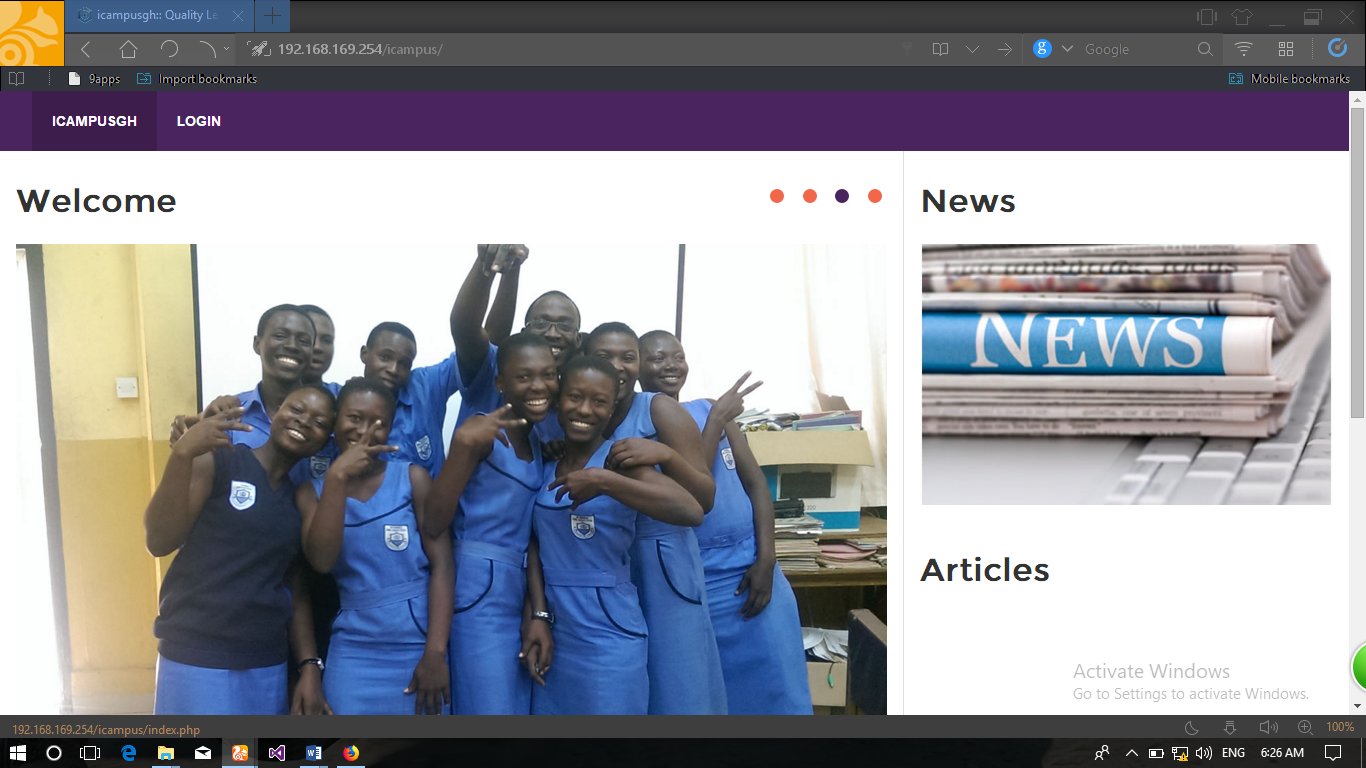 icampusgh:: Quality Le
192.168.169.254/icampus/
g
Google
9apps
Import bookmarks
Mobile bookmarks
ICAMPUSGH
LOGIN
Welcome
News
NEWS
Articles
Activate Windows
Go to Settings to activate Windows.
192.168.169.254/icampus/index.php
100%
ENG
6:26 AM